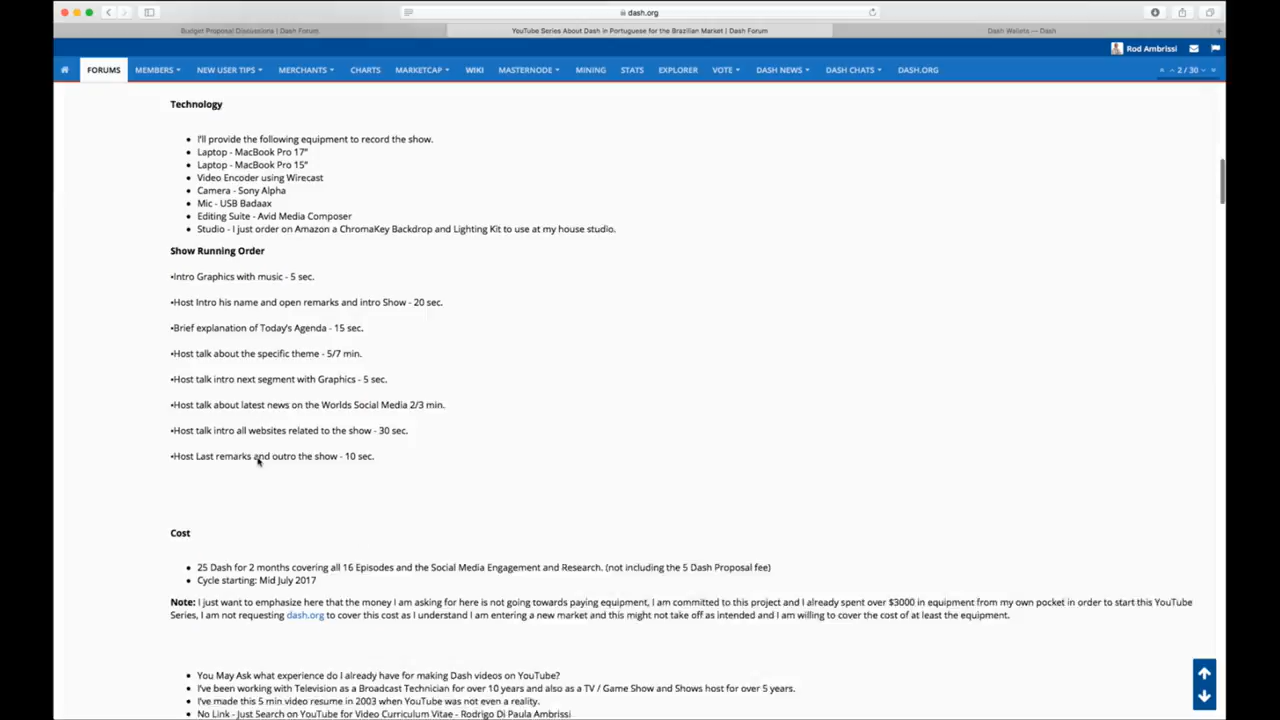 dash.org
Budget Proposal Discussions | Dash Forum
YouTube Series About Dash in Portuguese for the Brazilian Market | Dash Forum
Dash Wallets — Dash
Rod Ambrissi
FORUMS MEMBERS NEW USER TIPS MERCHANTS CHARTS MARKETCAP WIKI MASTERNODE MINING STATS EXPLORER VOTE DASH NEWS DASH CHATS DASH.ORG 2 / 30
Technology
• I'll provide the following equipment to record the show.
• Laptop - MacBook Pro 17"
• Laptop - MacBook Pro 15"
• Video Encoder using Wirecast
• Camera - Sony Alpha
• Mic - USB Badaax
• Editing Suite - Avid Media Composer
• Studio - I just order on Amazon a ChromaKey Backdrop and Lighting Kit to use at my house studio.
Show Running Order
•Intro Graphics with music - 5 sec.
•Host Intro his name and open remarks and intro Show - 20 sec.
•Brief explanation of Today's Agenda - 15 sec.
•Host talk about the specific theme - 5/7 min.
•Host talk intro next segment with Graphics - 5 sec.
•Host talk about latest news on the Worlds Social Media 2/3 min.
•Host talk intro all websites related to the show - 30 sec.
•Host Last remarks and outro the show - 10 sec.
Cost
• 25 Dash for 2 months covering all 16 Episodes and the Social Media Engagement and Research. (not including the 5 Dash Proposal fee)
• Cycle starting: Mid July 2017
Note: I just want to emphasize here that the money I am asking for here is not going towards paying equipment, I am committed to this project and I already spent over $3000 in equipment from my own pocket in order to start this YouTube
Series, I am not requesting dash.org to cover this cost as I understand I am entering a new market and this might not take off as intended and I am willing to cover the cost of at least the equipment.
• You May Ask what experience do I already have for making Dash videos on YouTube?
• I've been working with Television as a Broadcast Technician for over 10 years and also as a TV / Game Show and Shows host for over 5 years.
• I've made this 5 min video resume in 2003 when YouTube was not even a reality.
• No Link - Just Search on YouTube for Video Curriculum Vitae - Rodrigo Di Paula Ambrissi